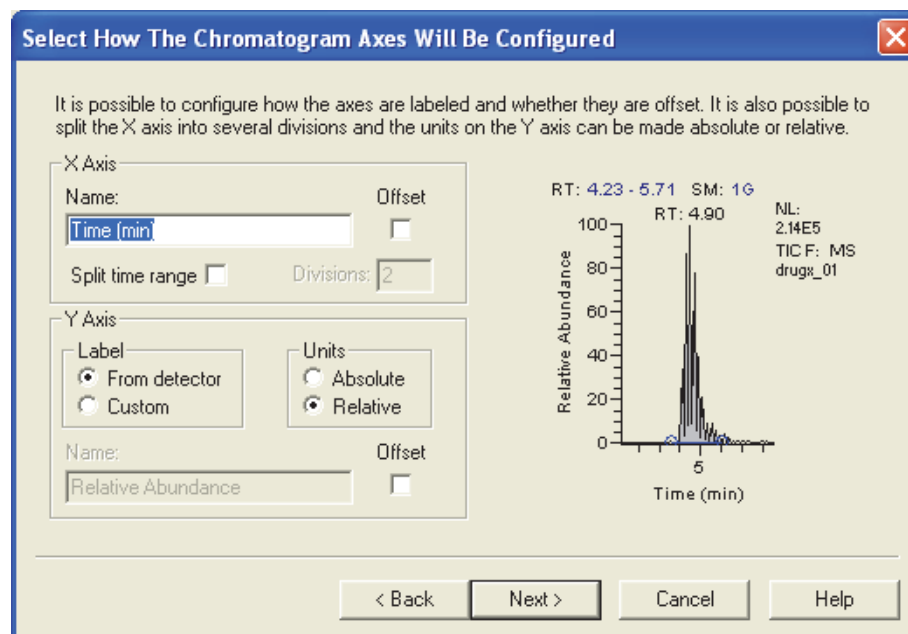 Select How The Chromatogram Axes Will Be Configured
It is possible to configure how the axes are labeled and whether they are offset. It is also possible to
split the X axis into several divisions and the units on the Y axis can be made absolute or relative.
X Axis
Name:
Offset
Time (min)
Split time range
Divisions:
2
Y Axis
Label
From detector
Custom
Units
Absolute
Relative
Name:
Offset
Relative Abundance
RT: 4.23 - 5.71 SM: 1G
RT: 4.90
NL:
2.14E5
TIC F: MS
drugx_01
100
80
60
40
20
0
Relative Abundance
5
Time (min)
< Back
Next >
Cancel
Help